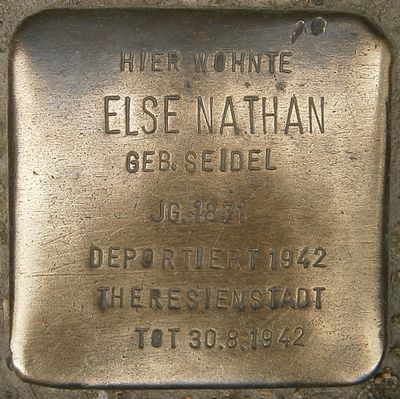 HIER WOHNTE
ELSE NATHAN
GEB. SEIDEL
JG. 1871
DEPORTIERT 1942
THERESIENSTADT
TOT 30.8.1942